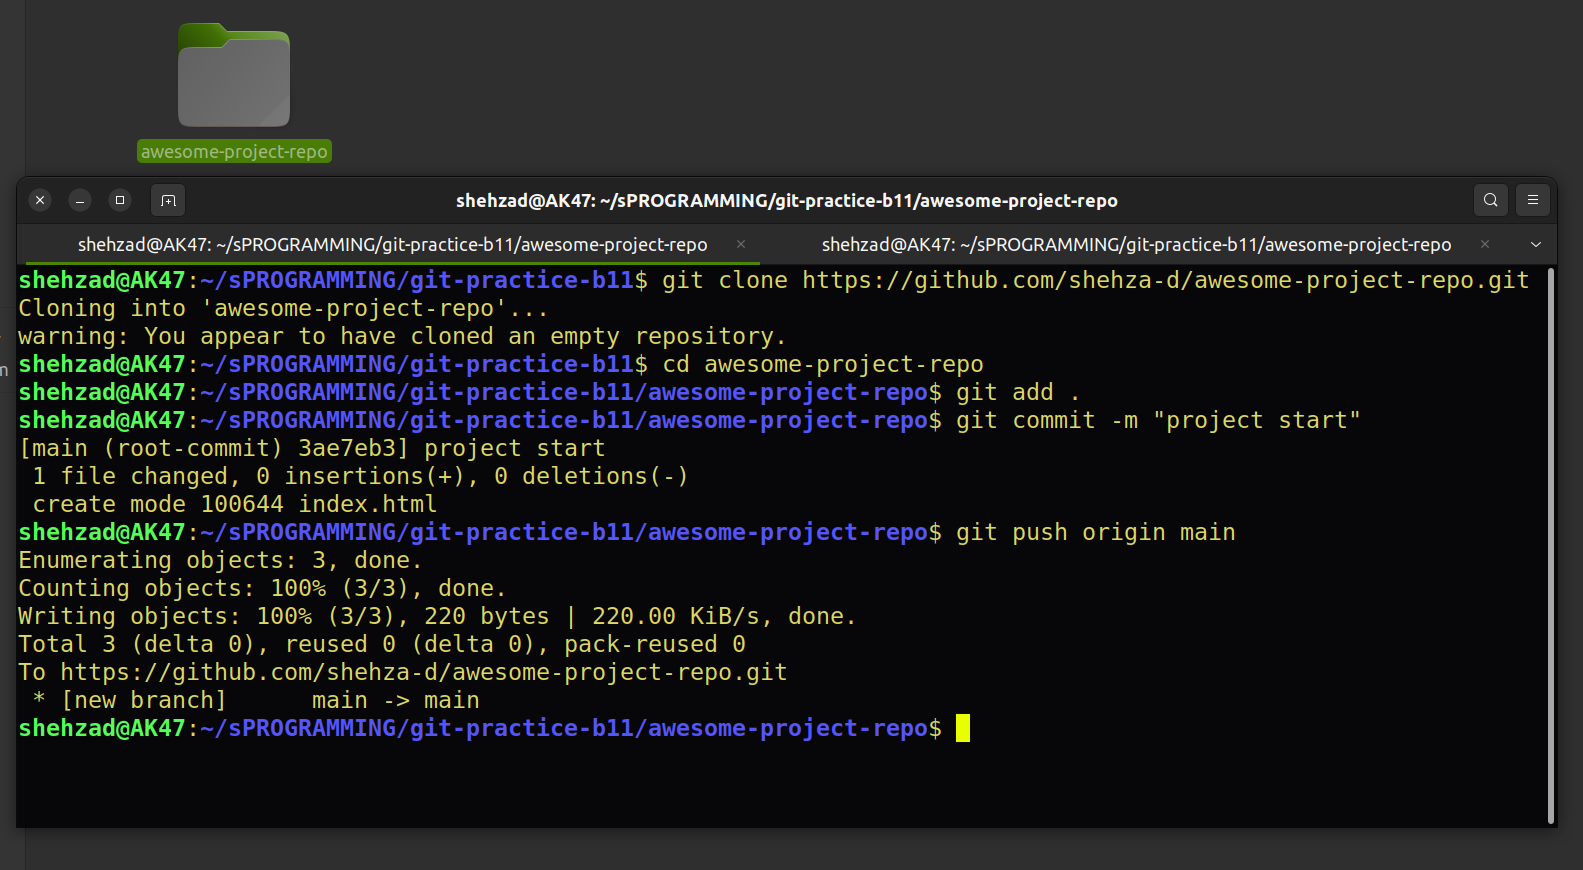 awesome-project-repo
shehzad@AK47: ~/sPROGRAMMING/git-practice-b11/awesome-project-repo
shehzad@AK47: ~/sPROGRAMMING/git-practice-b11/awesome-project-repo
shehzad@AK47: ~/sPROGRAMMING/git-practice-b11/awesome-project-repo
shehzad@AK47:~/sPROGRAMMING/git-practice-b11$ git clone https://github.com/shehza-d/awesome-project-repo.git
Cloning into 'awesome-project-repo'...
warning: You appear to have cloned an empty repository.
shehzad@AK47:~/sPROGRAMMING/git-practice-b11$ cd awesome-project-repo
shehzad@AK47:~/sPROGRAMMING/git-practice-b11/awesome-project-repo$ git add .
shehzad@AK47:~/sPROGRAMMING/git-practice-b11/awesome-project-repo$ git commit -m "project start"
[main (root-commit) 3ae7eb3] project start
 1 file changed, 0 insertions(+), 0 deletions(-)
 create mode 100644 index.html
shehzad@AK47:~/sPROGRAMMING/git-practice-b11/awesome-project-repo$ git push origin main
Enumerating objects: 3, done.
Counting objects: 100% (3/3), done.
Writing objects: 100% (3/3), 220 bytes | 220.00 KiB/s, done.
Total 3 (delta 0), reused 0 (delta 0), pack-reused 0
To https://github.com/shehza-d/awesome-project-repo.git
 * [new branch]      main -> main
shehzad@AK47:~/sPROGRAMMING/git-practice-b11/awesome-project-repo$